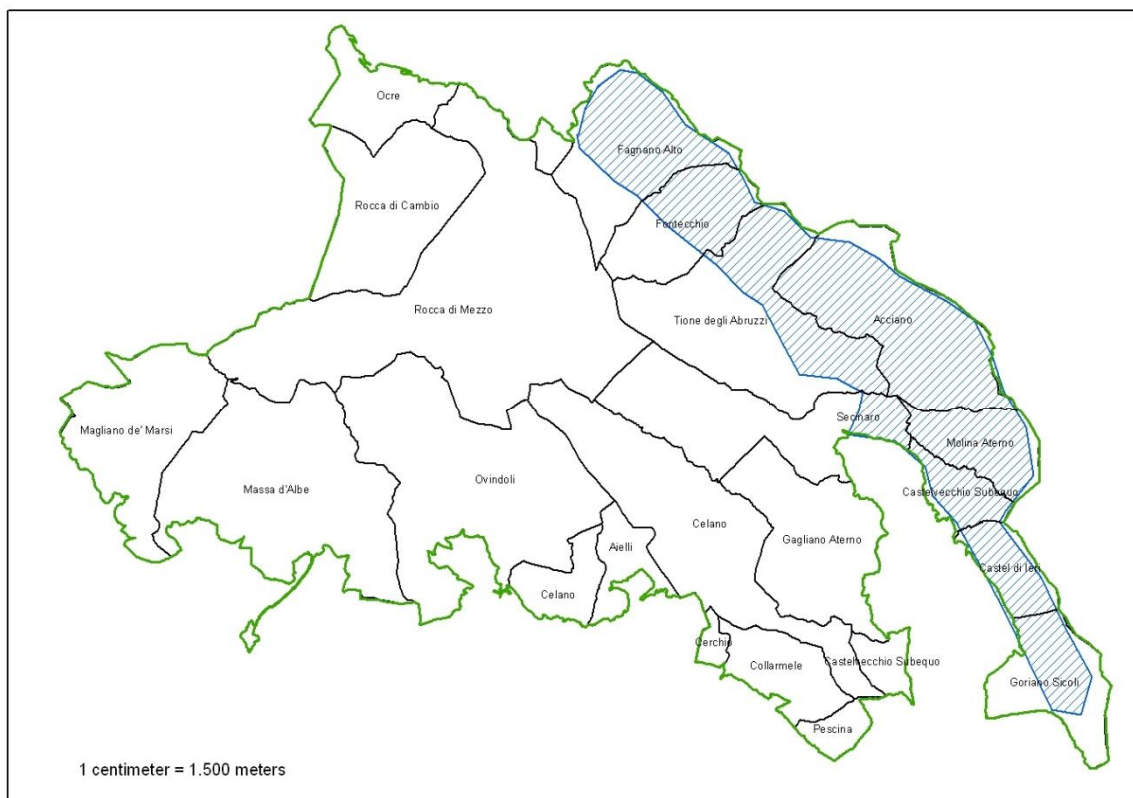 Ocre
Fagnano Alto
Rocca di Cambio
Fontecchio
Rocca di Mezzo
Tione degli Abruzzi
Acciano
Secinaro
Magliano de' Marsi
Molina Aterno
Massa d'Albe
Ovindoli
Castelvecchio Subequo
Celano
Gagliano Aterno
Aielli
Castel di Ieri
Celano
Cerchio
Collarmele
Castelvecchio Subequo
Goriano Sicoli
Pescina
1 centimeter = 1.500 meters